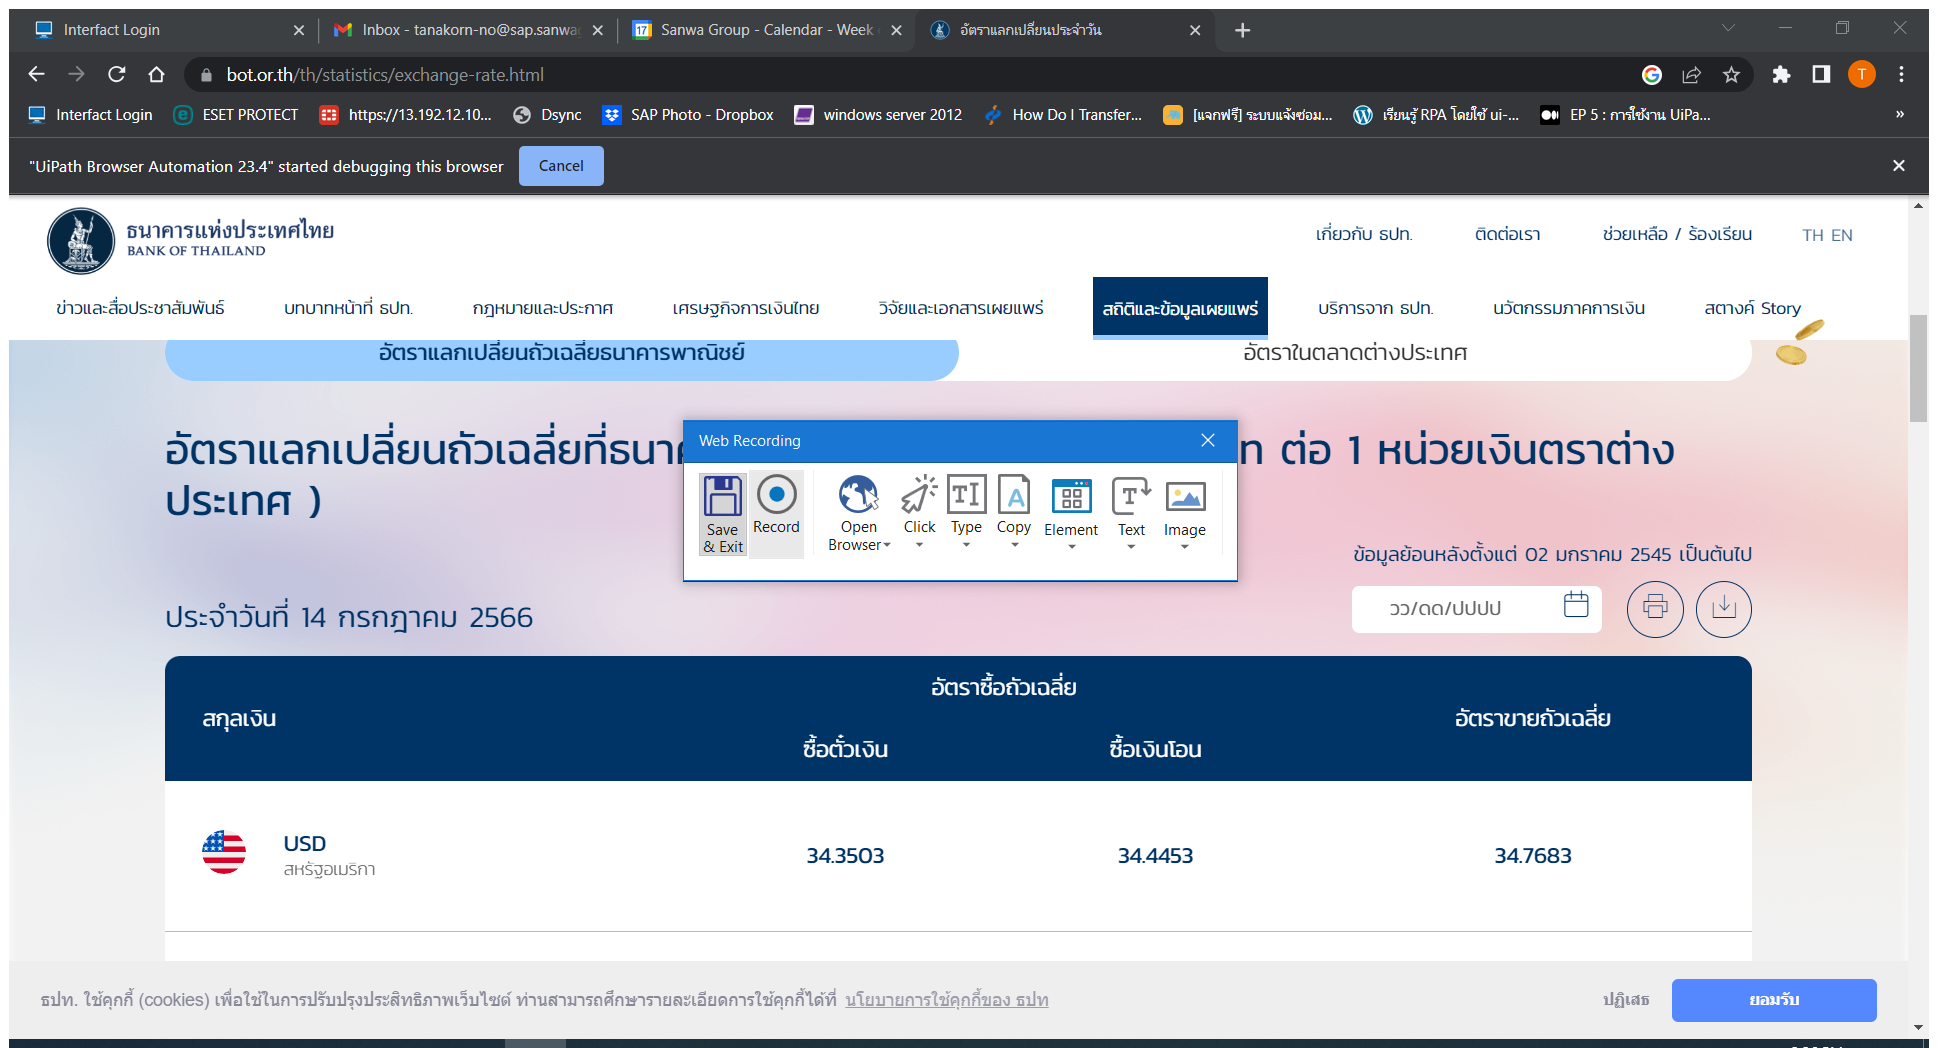 Interfact Login
Inbox - tanakorn-no@sap.sanwa
Sanwa Group - Calendar - Week
อัตราแลกเปลี่ยนประจำวัน
bot.or.th/th/statistics/exchange-rate.html
T
Interfact Login
ESET PROTECT
https://13.192.12.10...
Dsync
SAP Photo - Dropbox
windows server 2012
How Do I Transfer...
[แจกฟรี] ระบบแจ้งซ่อม...
เรียนรู้ RPA โดยใช้ ui-...
EP 5 : การใช้งาน UiPa...
"UiPath Browser Automation 23.4" started debugging this browser
Cancel
ธนาคารแห่งประเทศไทย
BANK OF THAILAND
เกี่ยวกับ ธปท.
ติดต่อเรา
ช่วยเหลือ / ร้องเรียน
TH EN
ข่าวและสื่อประชาสัมพันธ์
บทบาทหน้าที่ ธปท.
กฎหมายและประกาศ
เศรษฐกิจการเงินไทย
วิจัยและเอกสารเผยแพร่
สถิติและข้อมูลเผยแพร่
บริการจาก ธปท.
นวัตกรรมภาคการเงิน
สตางค์ Story
อัตราแลกเปลี่ยนถัวเฉลี่ยธนาคารพาณิชย์
อัตราในตลาดต่างประเทศ
อัตราแลกเปลี่ยนถัวเฉลี่ยที่ธนา
ท ต่อ 1 หน่วยเงินตราต่าง
ประเทศ )
Web Recording
Save & Exit
Record
Open Browser
Click
Type
Copy
Element
Text
Image
ข้อมูลย้อนหลังตั้งแต่ 02 มกราคม 2545 เป็นต้นไป
ประจำวันที่ 14 กรกฎาคม 2566
วว/ดด/ปปปป
สกุลเงิน
อัตราซื้อถัวเฉลี่ย
อัตราขายถัวเฉลี่ย
ซื้อตั๋วเงิน
ซื้อเงินโอน
USD
สหรัฐอเมริกา
34.3503
34.4453
34.7683
ธปท. ใช้คุกกี้ (cookies) เพื่อใช้ในการปรับปรุงประสิทธิภาพเว็บไซต์ ท่านสามารถศึกษารายละเอียดการใช้คุกกี้ได้ที่ นโยบายการใช้คุกกี้ของ ธปท
ปฏิเสธ
ยอมรับ